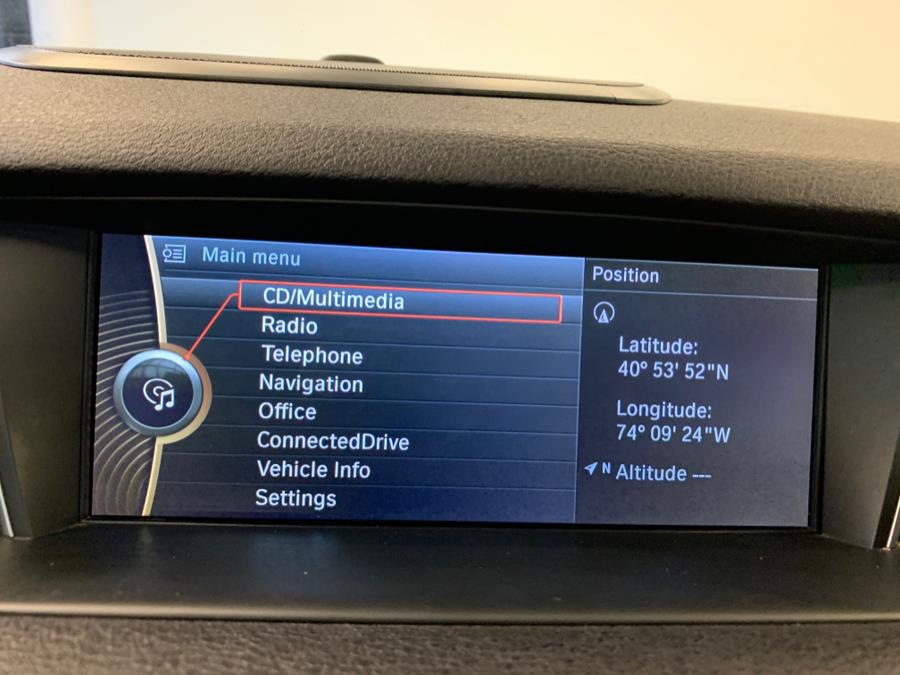 Main menu
CD/Multimedia
Radio
Telephone
Navigation
Office
ConnectedDrive
Vehicle Info
Settings
Position
Latitude:
40° 53' 52"N
Longitude:
74° 09' 24"W
N Altitude ---